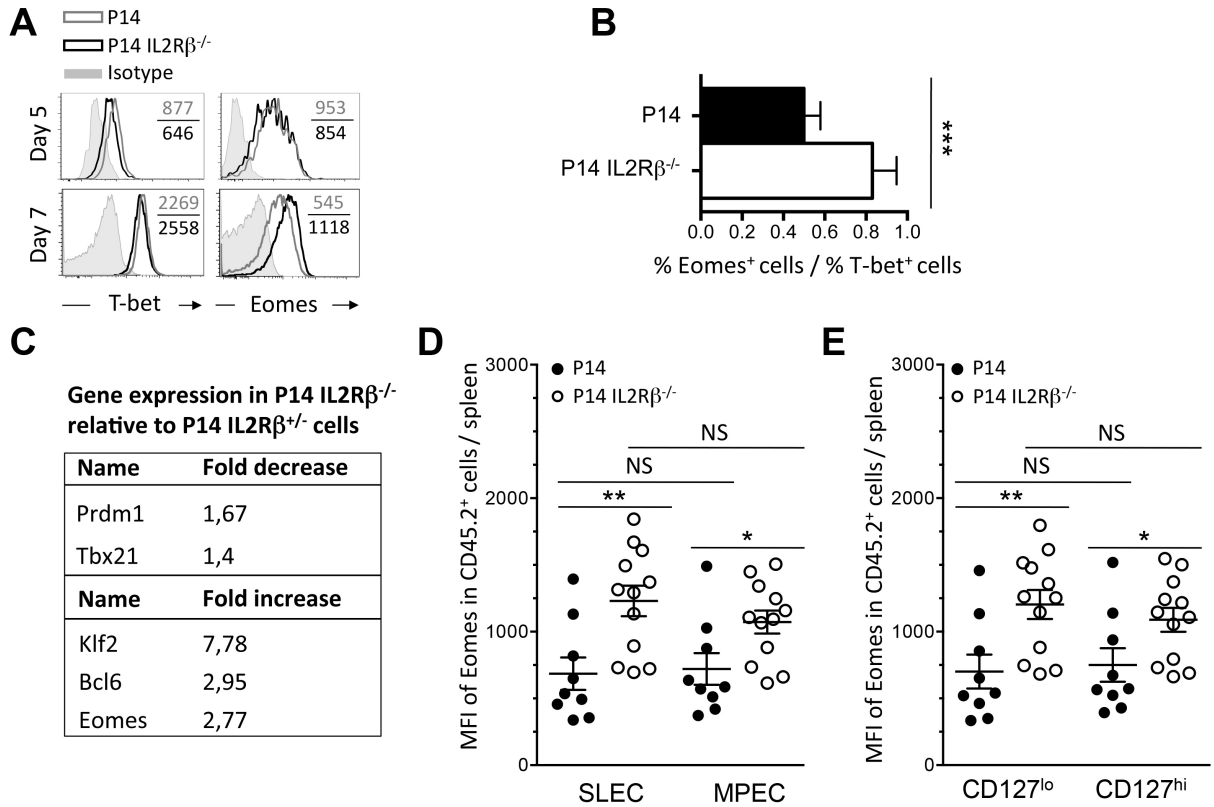 A
P14
P14 IL2Rβ-/-
Isotype
Day 5
877
646
953
854
Day 7
2269
2558
545
1118
T-bet
Eomes
B
P14
P14 IL2Rβ-/-
***
0.0 0.2 0.4 0.6 0.8 1.0
% Eomes+ cells / % T-bet+ cells
C
Gene expression in P14 IL2Rβ-/-
relative to P14 IL2Rβ+/- cells
Name Fold decrease
Prdm1 1,67
Tbx21 1,4
Name Fold increase
Klf2 7,78
Bcl6 2,95
Eomes 2,77
D
P14
P14 IL2Rβ-/-
MFI of Eomes in CD45.2+ cells / spleen
3000
2000
1000
0
NS
NS
**
*
SLEC MPEC
E
P14
P14 IL2Rβ-/-
MFI of Eomes in CD45.2+ cells / spleen
3000
2000
1000
0
NS
NS
**
*
CD127lo CD127hi